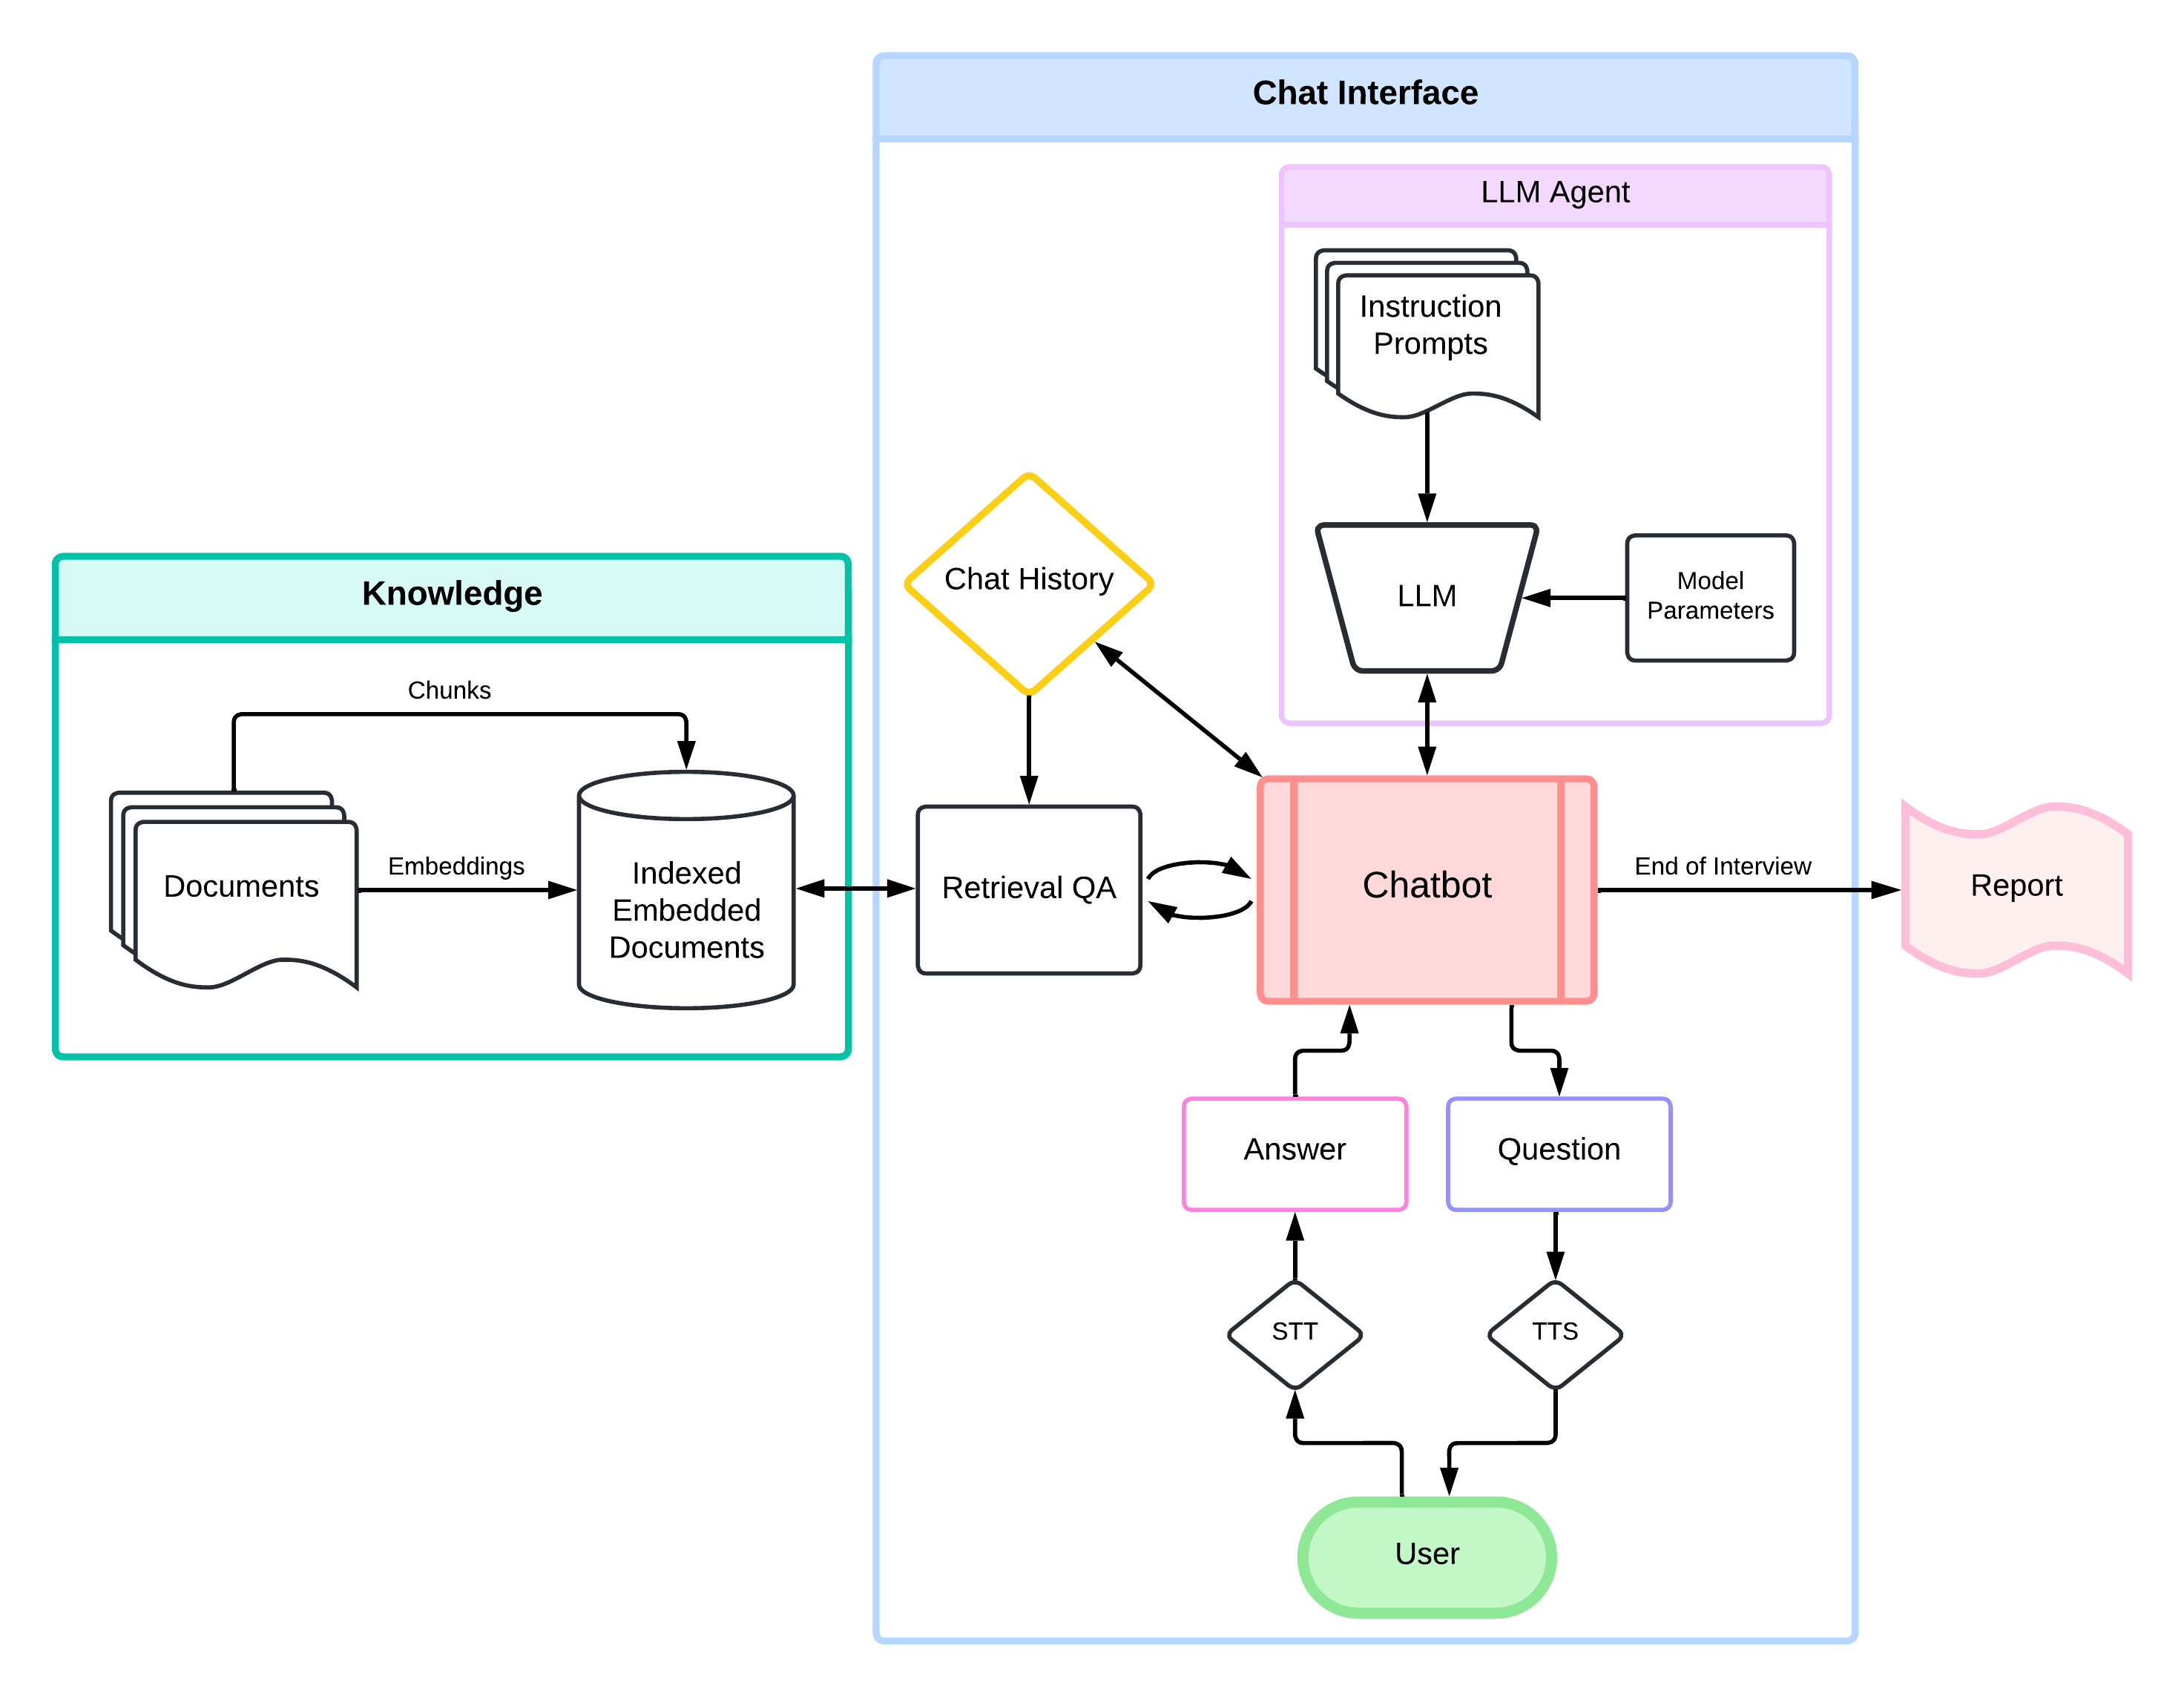 Chat Interface
LLM Agent
Instruction
Prompts
Chat History
LLM
Model
Parameters
Knowledge
Chunks
Documents
Embeddings
Indexed
Embedded
Documents
Retrieval QA
Chatbot
End of Interview
Report
Answer
Question
STT
TTS
User